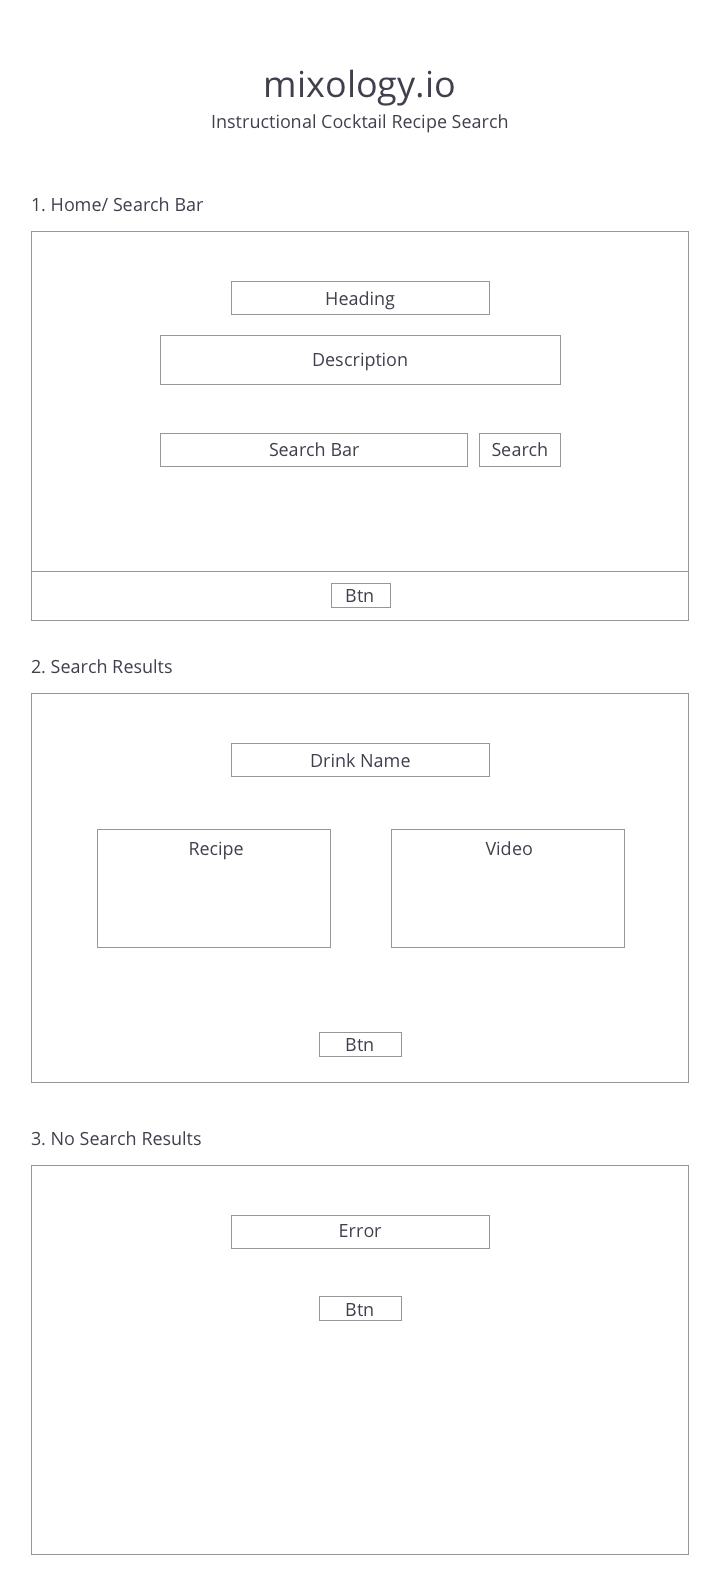 mixology.io
Instructional Cocktail Recipe Search
1. Home/ Search Bar
Heading
Description
Search Bar
Search
Btn
2. Search Results
Drink Name
Recipe
Video
Btn
3. No Search Results
Error
Btn